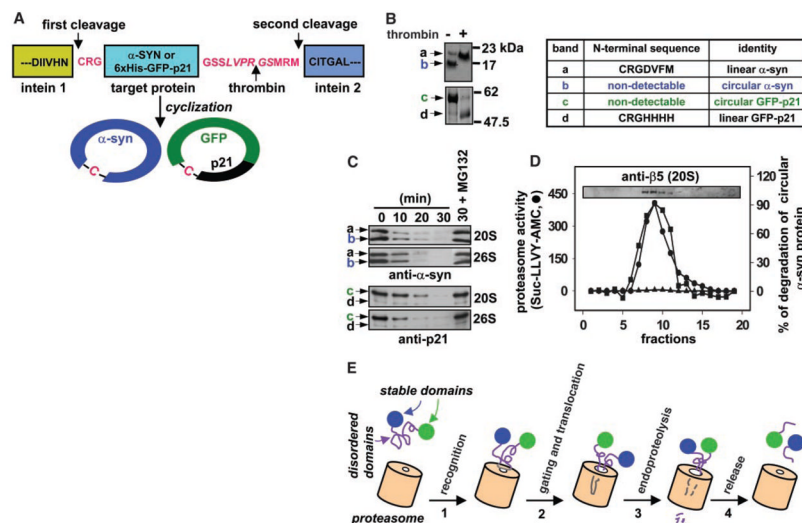 A
first cleavage
second cleavage
---DIIVHN
CRG
α-SYN or
6xHis-GFP-p21
GSSLVPRGSMRM
CITGAL---
intein 1
target protein
thrombin
intein 2
cyclization
α-syn
GFP
p21
C
C
B
thrombin - +
a
b
23 kDa
17
c
d
62
47.5
band N-terminal sequence identity
a CRGDVFM linear α-syn
b non-detectable circular α-syn
c non-detectable circular GFP-p21
d CRGHHHH linear GFP-p21
C
(min)
0 10 20 30 30 + MG132
a
b
20S
a
b
26S
anti-α-syn
c
d
20S
c
d
26S
anti-p21
D
anti-β5 (20S)
proteasome activity
(Suc-LLVY-AMC, ●)
450
300
150
0
120
90
60
30
0
% of degradation of circular
α-syn protein
0 5 10 15 20
fractions
E
stable domains
disordered
domains
proteasome
recognition
1
gating and translocation
2
endoproteolysis
3
release
4